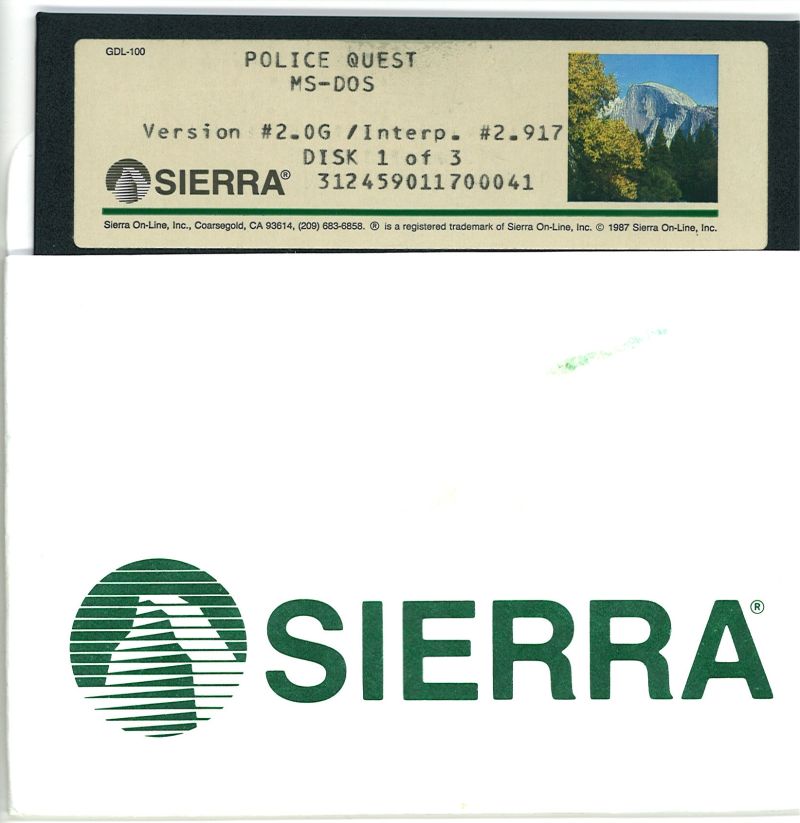 GDL-100
POLICE QUEST
MS-DOS
Version #2.0G /Interp. #2.917
DISK 1 of 3
SIERRA®
312459011700041
Sierra On-Line, Inc., Coarsegold, CA 93614, (209) 683-6858. ® is a registered trademark of Sierra On-Line, Inc. © 1987 Sierra On-Line, Inc.
SIERRA®